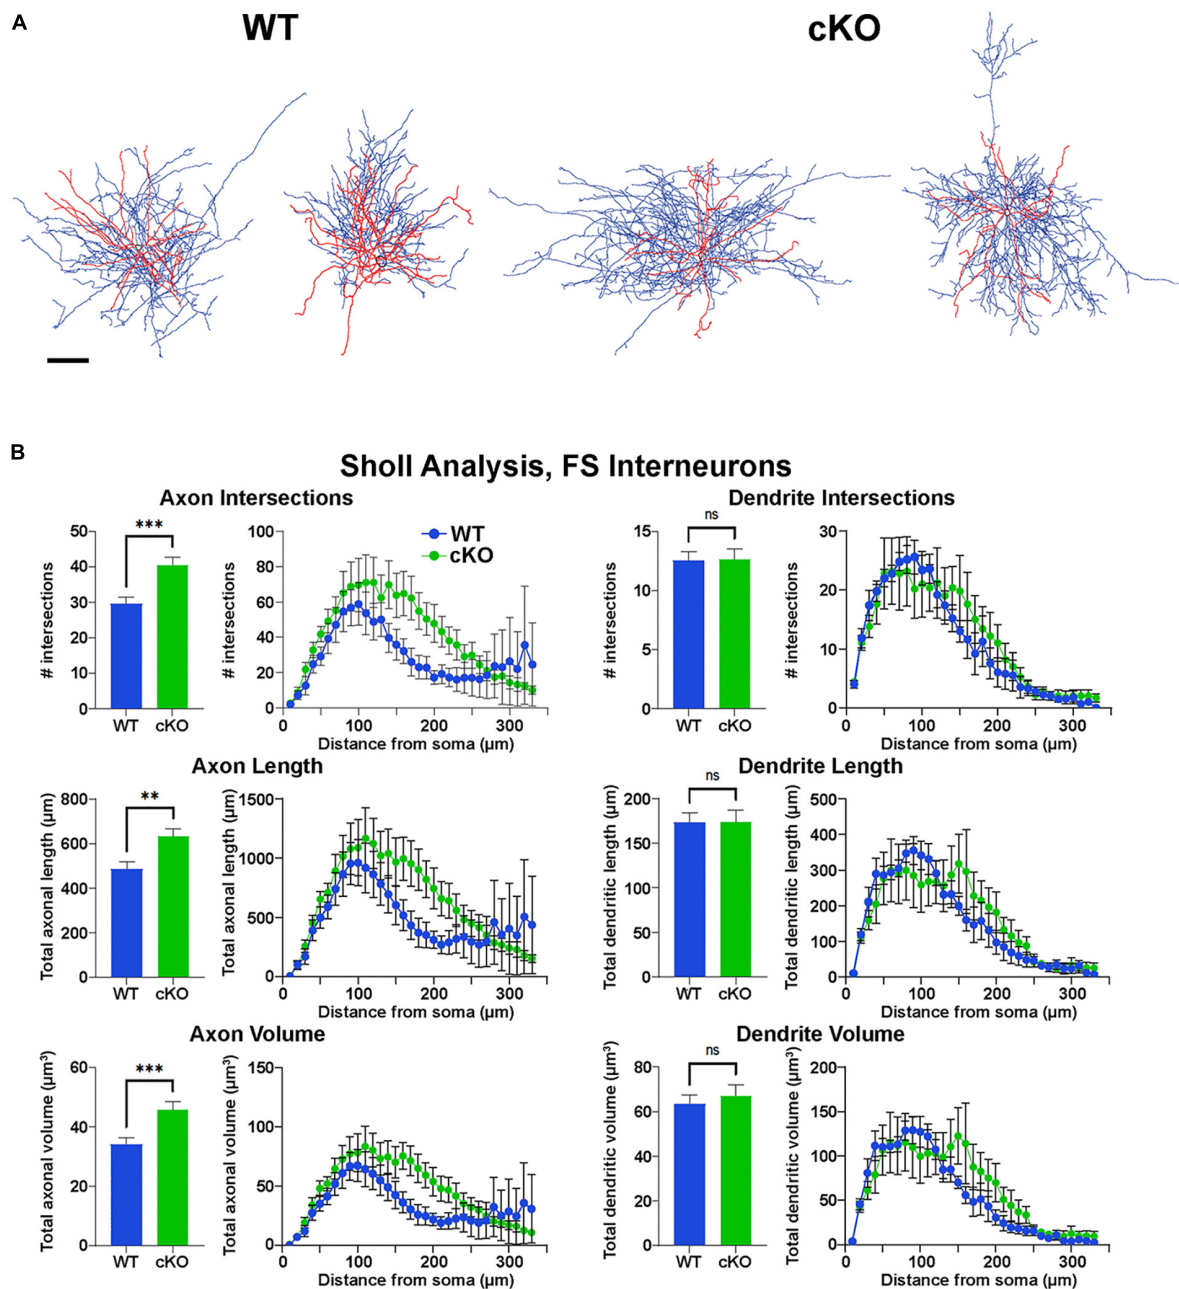 A
WT
cKO
B
Sholl Analysis, FS Interneurons
Axon Intersections
# intersections
50
40
30
20
10
0
***
WT
cKO
# intersections
100
80
60
40
20
0
WT
cKO
0
100
200
300
Distance from soma (µm)
Dendrite Intersections
# intersections
15
10
5
0
ns
WT
cKO
# intersections
30
20
10
0
0
100
200
300
Distance from soma (µm)
Axon Length
Total axonal length (µm)
800
600
400
200
0
**
WT
cKO
Total axonal length (µm)
1500
1000
500
0
0
100
200
300
Distance from soma (µm)
Dendrite Length
Total dendritic length (µm)
200
150
100
50
0
ns
WT
cKO
Total dendritic length (µm)
500
400
300
200
100
0
0
100
200
300
Distance from soma (µm)
Axon Volume
Total axonal volume (µm³)
60
40
20
0
***
WT
cKO
Total axonal volume (µm³)
150
100
50
0
0
100
200
300
Distance from soma (µm)
Dendrite Volume
Total dendritic volume (µm³)
80
60
40
20
0
ns
WT
cKO
Total dendritic volume (µm³)
200
150
100
50
0
0
100
200
300
Distance from soma (µm)